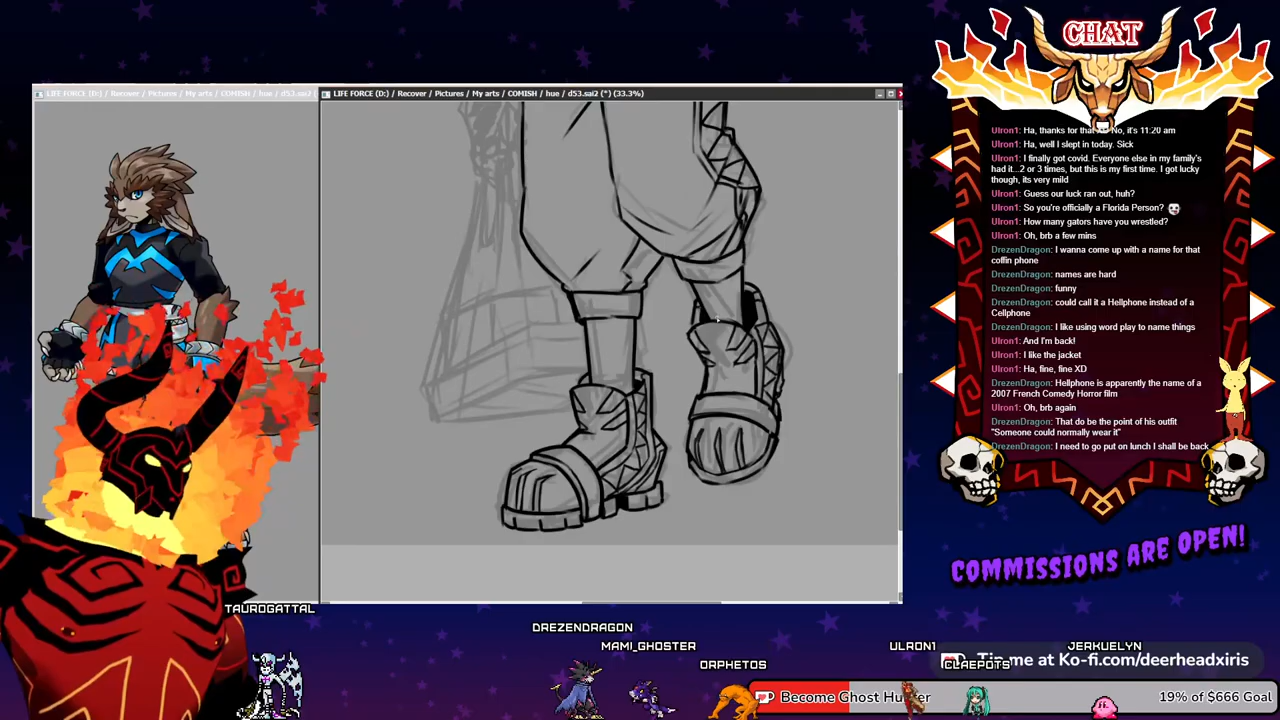 CHAT
LIFE FORCE (D:) / Recover / Pictures / My arts / COMISH / hue / d53.sai2 (
LIFE FORCE (D:) / Recover / Pictures / My arts / COMISH / hue / d53.sai2 (*) (33.3%)
Ulron1: Ha, thanks for that No, it's 11:20 am
Ulron1: Ha, well I slept in today. Sick
Ulron1: I finally got covid. Everyone else in my family's
had it...2 or 3 times, but this is my first time. I got lucky
though, its very mild
Ulron1: Guess our luck ran out, huh?
Ulron1: So you're officially a Florida Person?
Ulron1: How many gators have you wrestled?
Ulron1: Oh, brb a few mins
DrezenDragon: I wanna come up with a name for that
coffin phone
DrezenDragon: names are hard
DrezenDragon: funny
DrezenDragon: could call it a Hellphone instead of a
Cellphone
DrezenDragon: I like using word play to name things
Ulron1: And I'm back!
Ulron1: I like the jacket
Ulron1: Ha, fine, fine XD
DrezenDragon: Hellphone is apparently the name of a
2007 French Comedy Horror film
Ulron1: Oh, brb again
DrezenDragon: That do be the point of his outfit
"Someone could normally wear it"
DrezenDragon: I need to go put on lunch I shall be back
COMMISSIONS ARE OPEN!
TAUROGATTAL
DREZENDRAGON
MAMI_GHOSTER
ORPHETOS
ULRON1
JERKUELYN
CLAEPOTS
Tip me at Ko-fi.com/deerheadxiris
Become Ghost Hunter
19% of $666 Goal